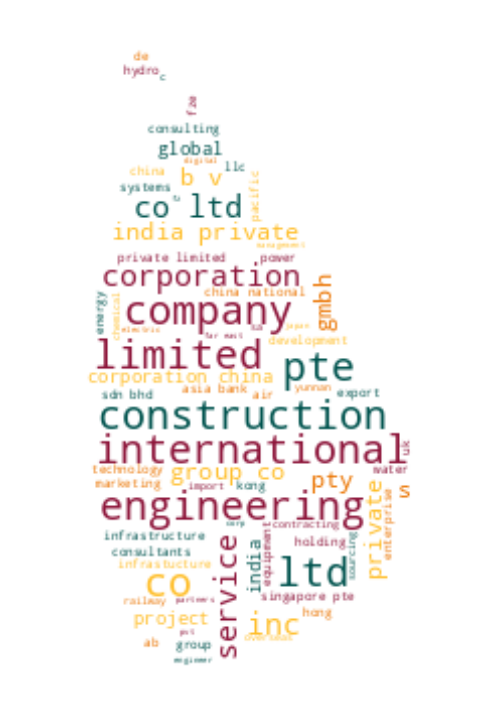 de
hydro
c
fze
consulting
global
digital
llc
china
b v
systems
pacific
co ltd
india private
management
private limited
power
corporation
china national
gmbh
energy
chemical
company
electric
sa
japan
far east
development
limited
pte
corporation china
asia bank
air
yunnan
export
sdn bhd
construction
international
uk
technology
group co
water
marketing
import
kong
pty
s
private
engineering
enterprise
corp
contracting
infrastructure
service
india
equipment
holding
sourcing
consultants
infrastucture
co
ltd
railway
partners
singapore pte
hong
project
inc
pvt
overseas
ab
group
engineer